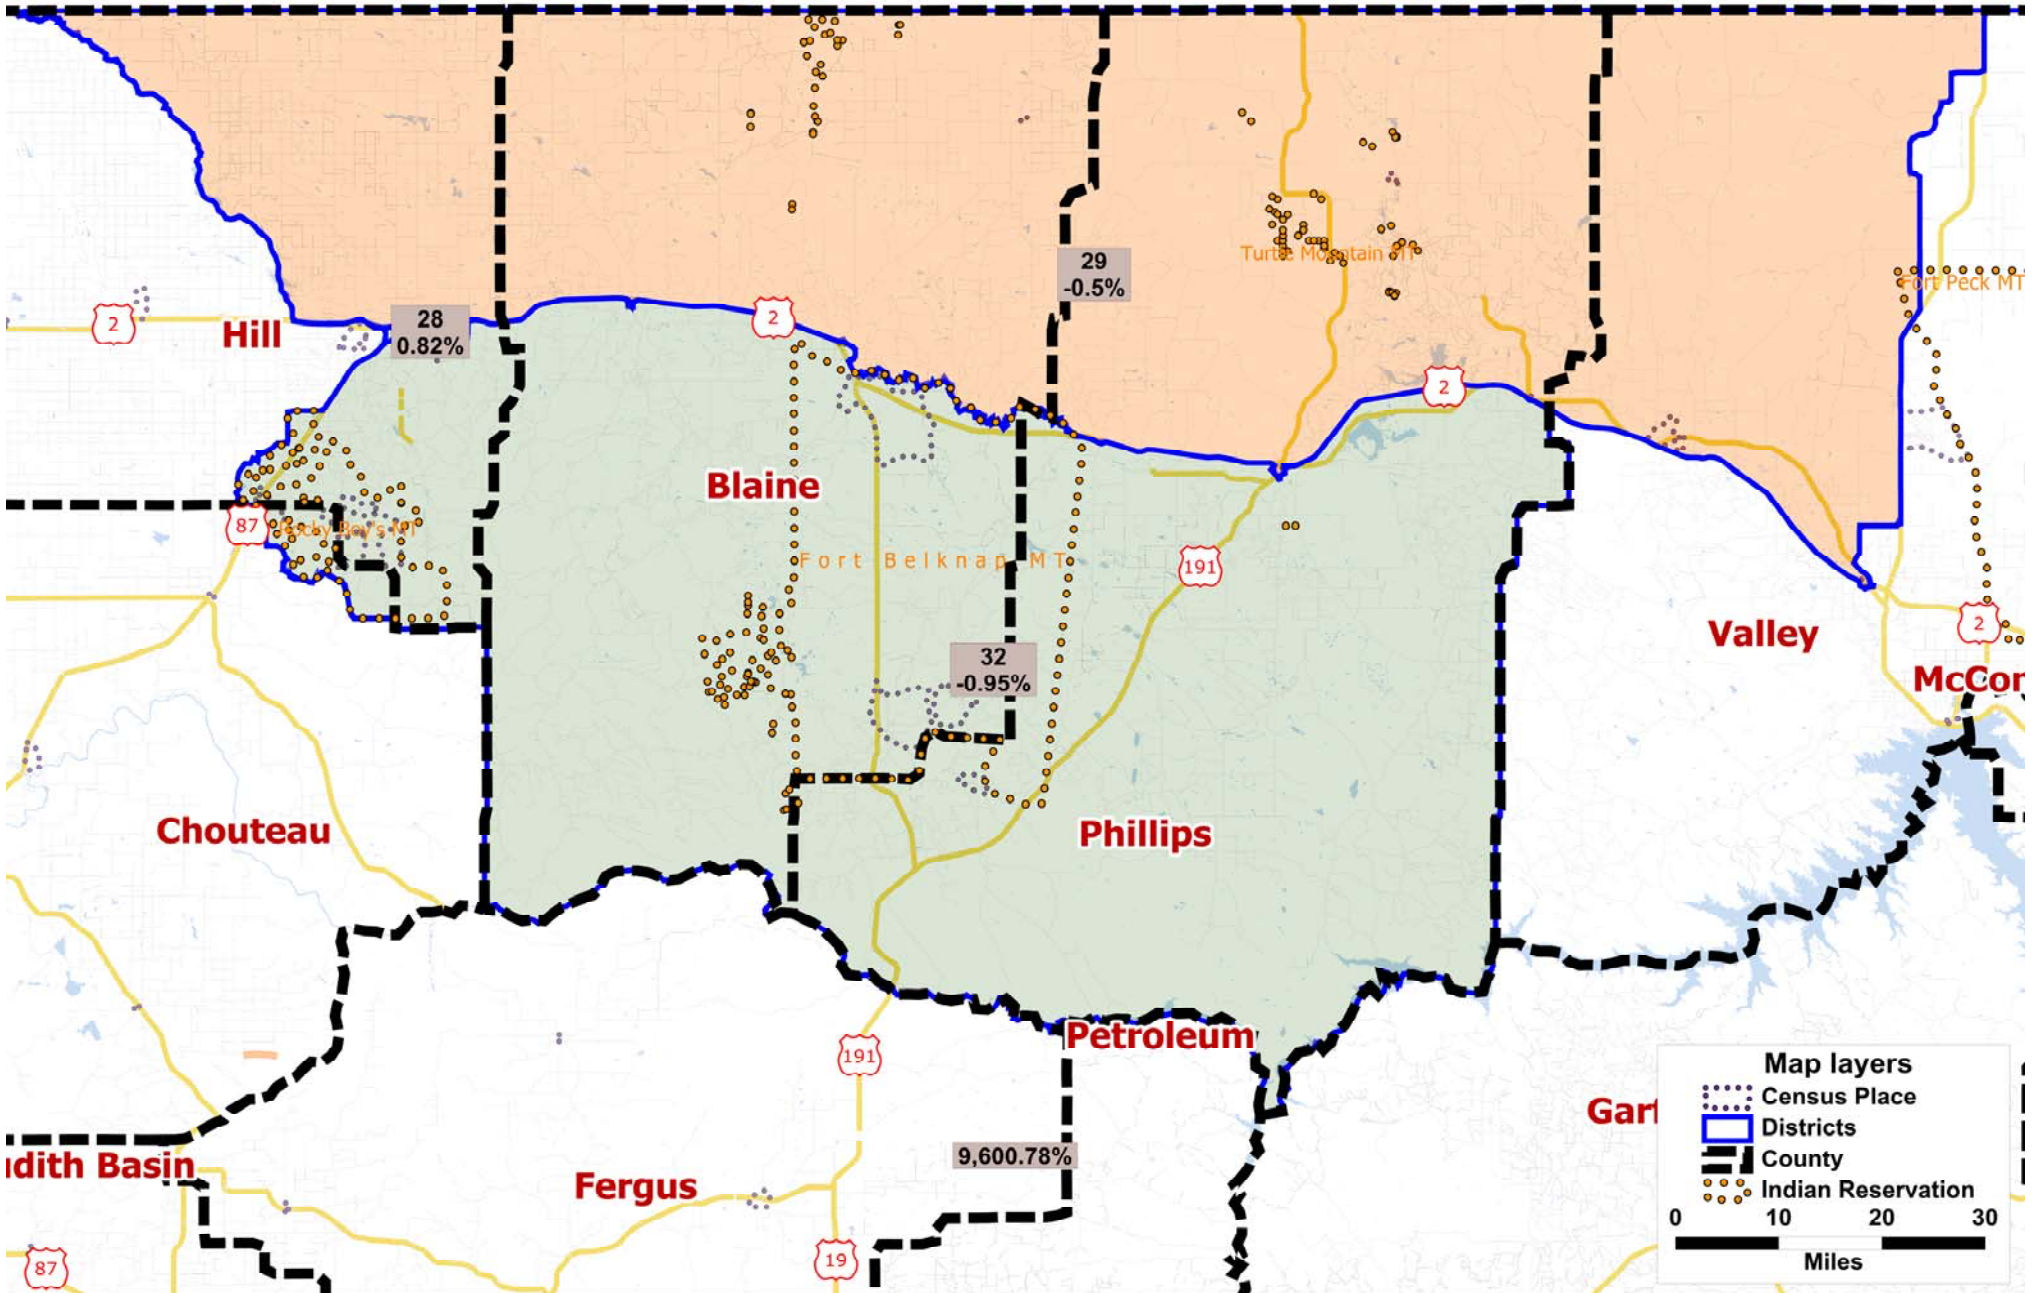 29
-0.5%
Turtle Mountain MT
Fort Peck MT
2
2
Hill
28
0.82%
2
Blaine
87
Rocky Boy's MT
Fort Belknap MT
191
2
Valley
32
-0.95%
McCon
Chouteau
Phillips
Petroleum
191
Garf
9,600.78%
udith Basin
Fergus
87
19
Map layers
Census Place
Districts
County
Indian Reservation
0 10 20 30
Miles